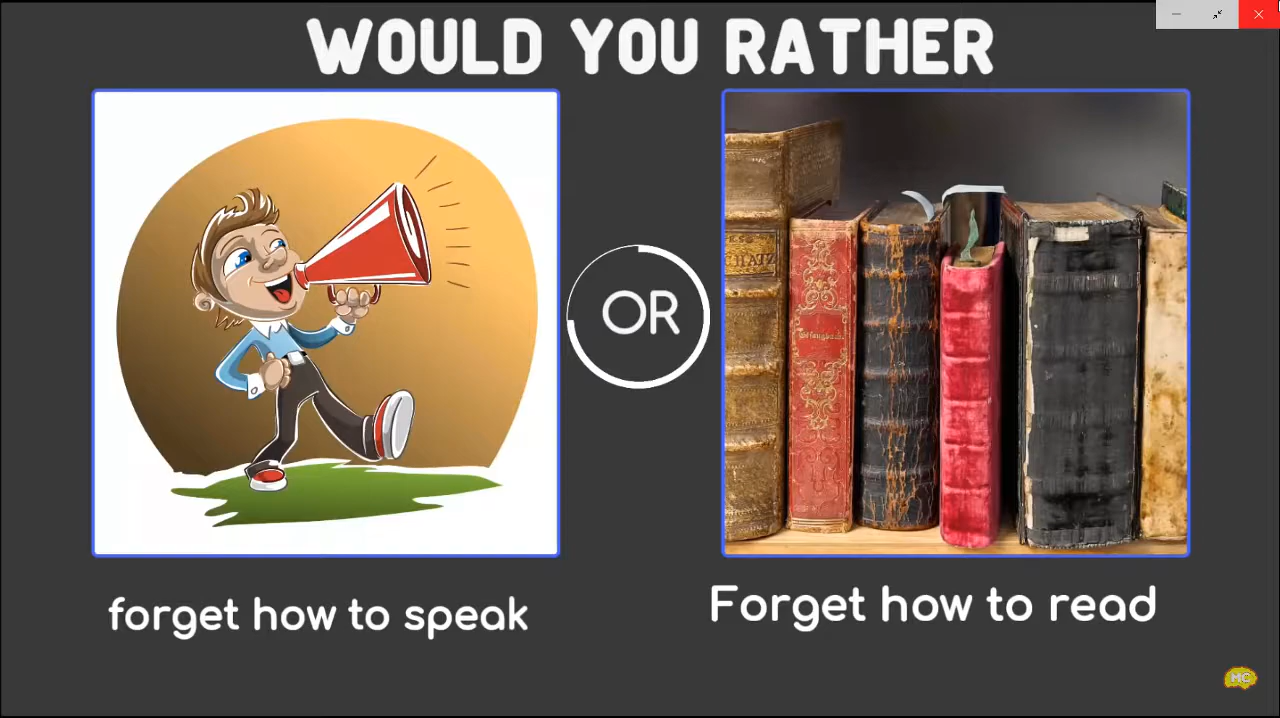 WOULD YOU RATHER
OR
forget how to speak
Forget how to read
MC